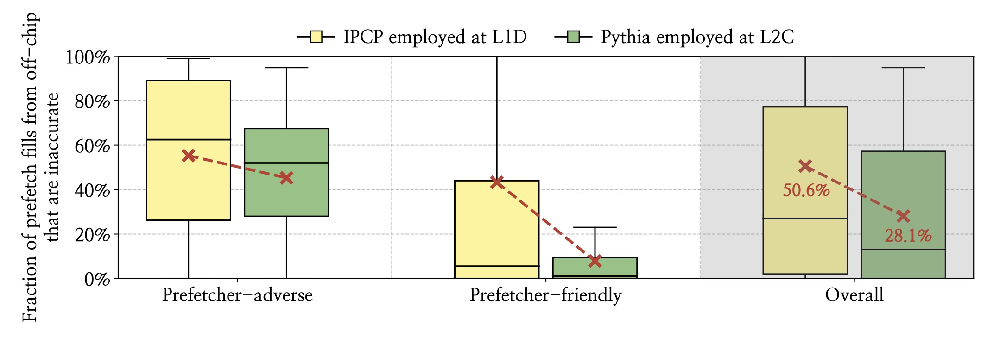 Fraction of prefetch fills from off-chip
that are inaccurate
IPCP employed at L1D
Pythia employed at L2C
100%
80%
60%
40%
20%
0%
50.6%
28.1%
Prefetcher-adverse
Prefetcher-friendly
Overall